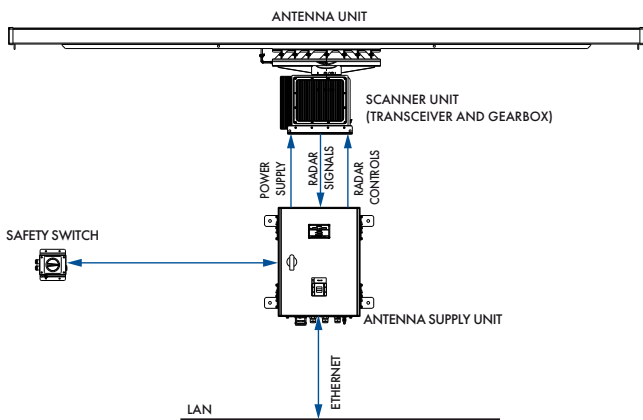 ANTENNA UNIT
SCANNER UNIT
(TRANSCEIVER AND GEARBOX)
POWER
SUPPLY
RADAR
SIGNALS
RADAR
CONTROLS
SAFETY SWITCH
ANTENNA SUPPLY UNIT
ETHERNET
LAN